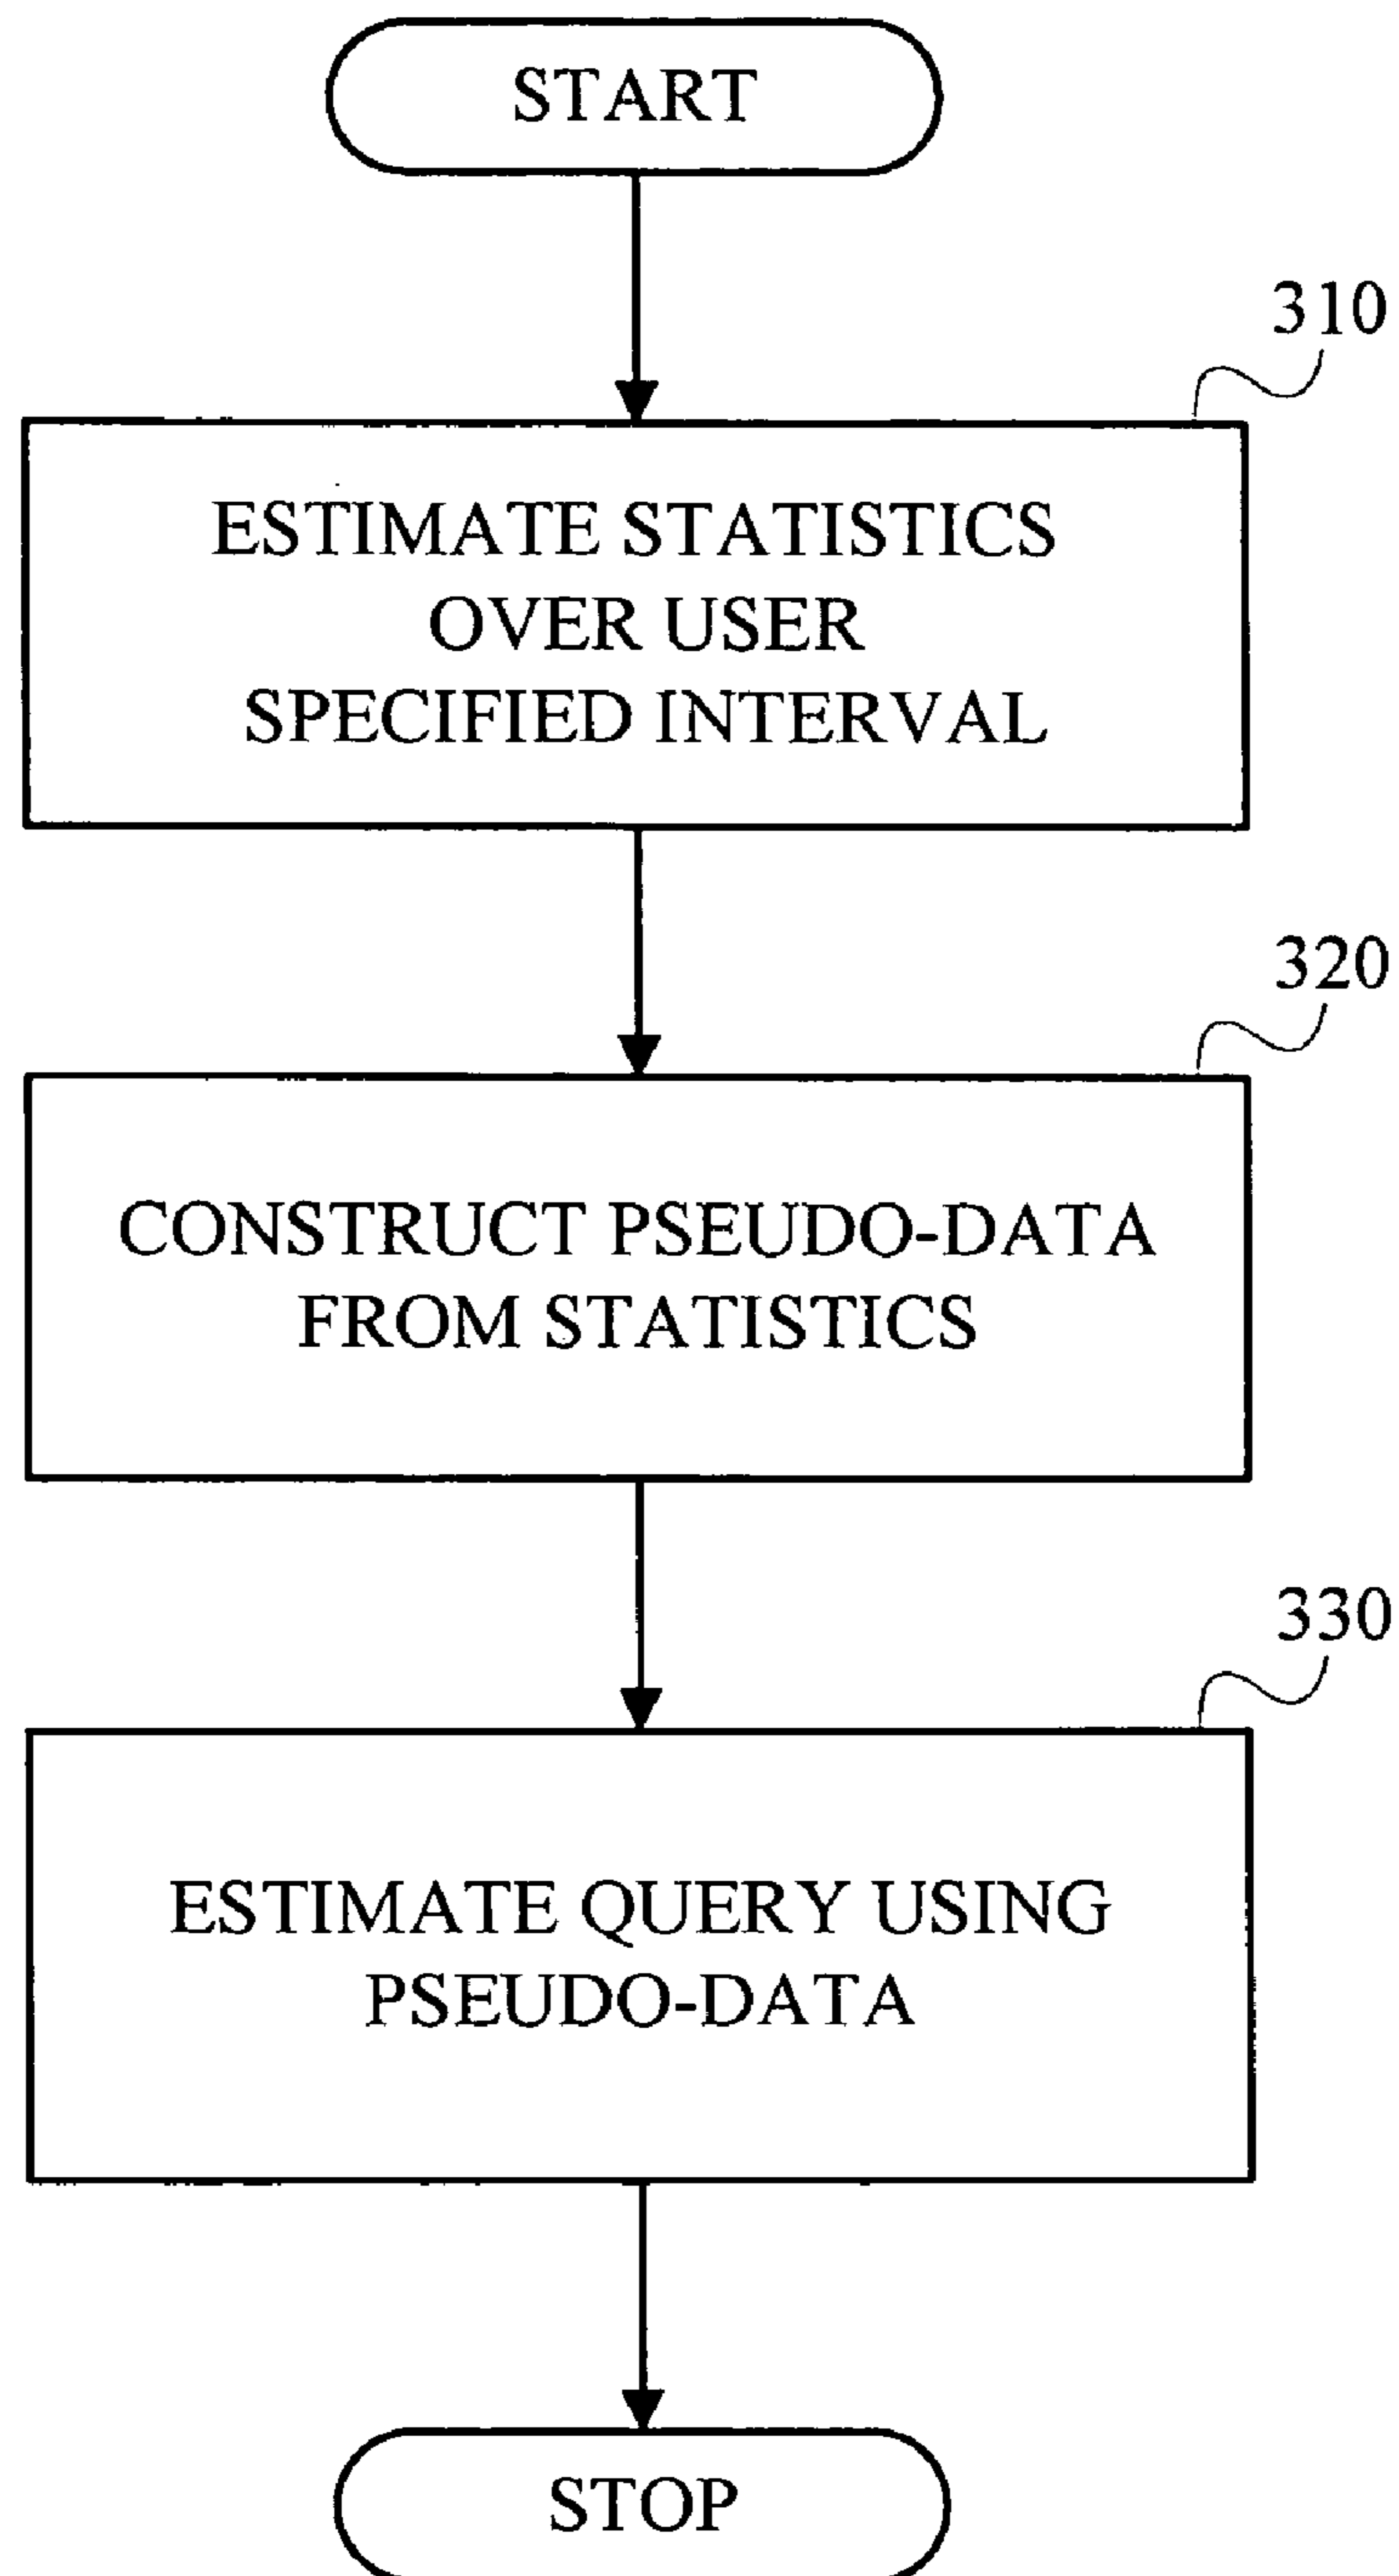 START
310
ESTIMATE STATISTICS
OVER USER
SPECIFIED INTERVAL
320
CONSTRUCT PSEUDO-DATA
FROM STATISTICS
330
ESTIMATE QUERY USING
PSEUDO-DATA
STOP